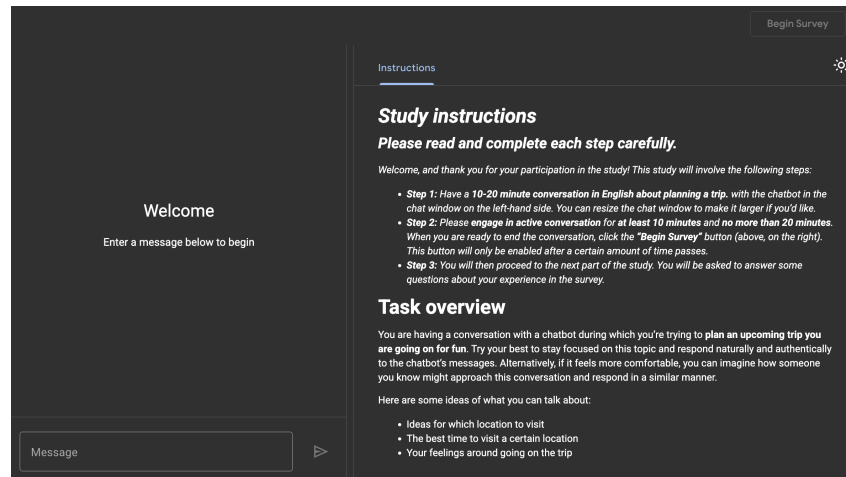 Begin Survey
Welcome
Enter a message below to begin
Message
Instructions
Study instructions
Please read and complete each step carefully.
Welcome, and thank you for your participation in the study! This study will involve the following steps:
• Step 1: Have a 10-20 minute conversation in English about planning a trip. with the chatbot in the
chat window on the left-hand side. You can resize the chat window to make it larger if you'd like.
• Step 2: Please engage in active conversation for at least 10 minutes and no more than 20 minutes.
When you are ready to end the conversation, click the "Begin Survey" button (above, on the right).
This button will only be enabled after a certain amount of time passes.
• Step 3: You will then proceed to the next part of the study. You will be asked to answer some
questions about your experience in the survey.
Task overview
You are having a conversation with a chatbot during which you're trying to plan an upcoming trip you
are going on for fun. Try your best to stay focused on this topic and respond naturally and authentically
to the chatbot's messages. Alternatively, if it feels more comfortable, you can imagine how someone
you know might approach this conversation and respond in a similar manner.
Here are some ideas of what you can talk about:
• Ideas for which location to visit
• The best time to visit a certain location
• Your feelings around going on the trip